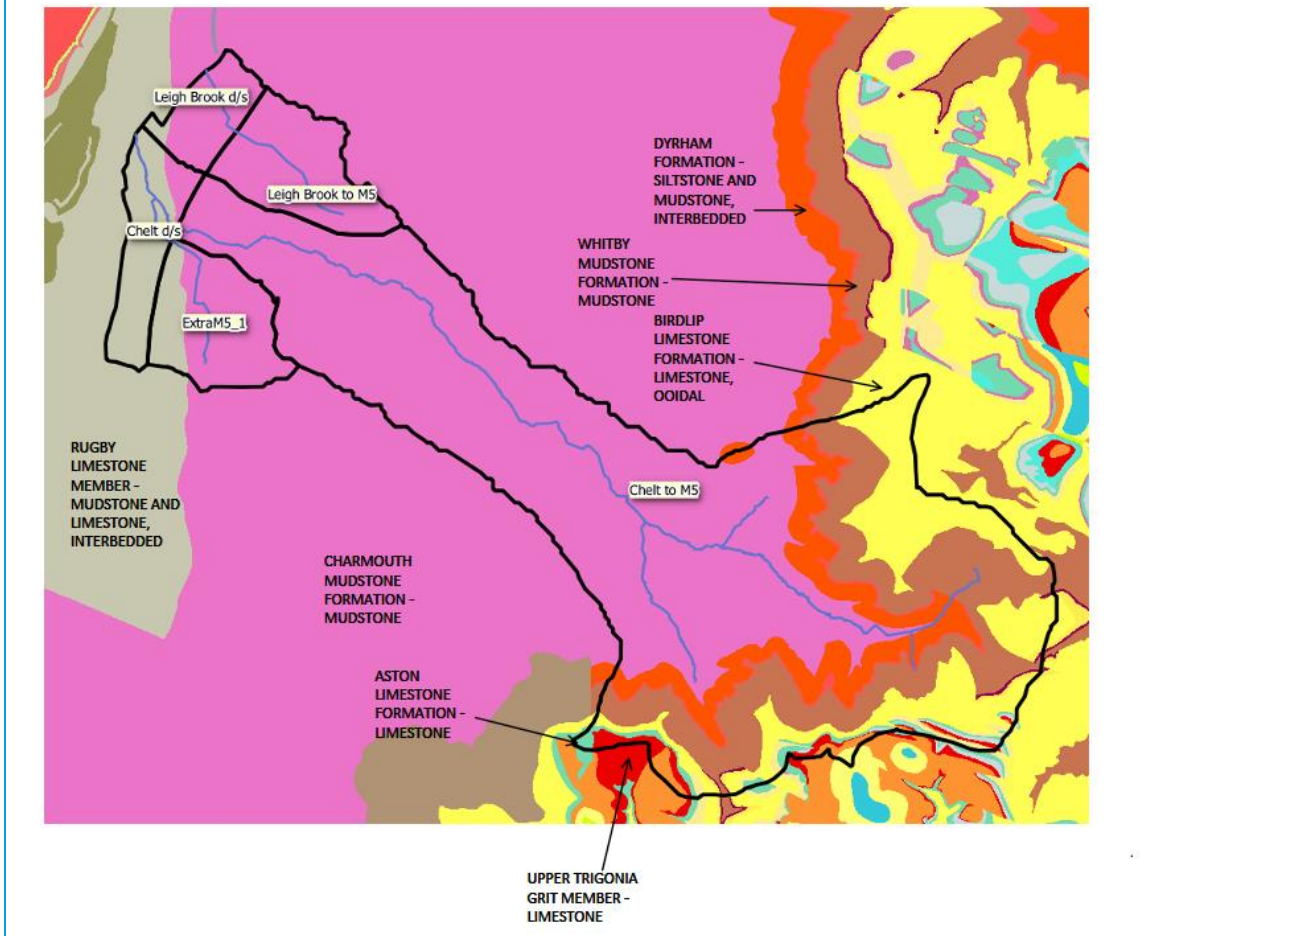 Leigh Brook d/s
DYRHAM
FORMATION -
SILTSTONE AND
MUDSTONE,
INTERBEDDED
Leigh Brook to M5
Chelt d/s
WHITBY
MUDSTONE
FORMATION -
MUDSTONE
ExtraM5_1
BIRDLIP
LIMESTONE
FORMATION -
LIMESTONE,
OOIDAL
RUGBY
LIMESTONE
MEMBER -
MUDSTONE AND
LIMESTONE,
INTERBEDDED
Chelt to M5
CHARMOUTH
MUDSTONE
FORMATION -
MUDSTONE
ASTON
LIMESTONE
FORMATION -
LIMESTONE
UPPER TRIGONIA
GRIT MEMBER -
LIMESTONE